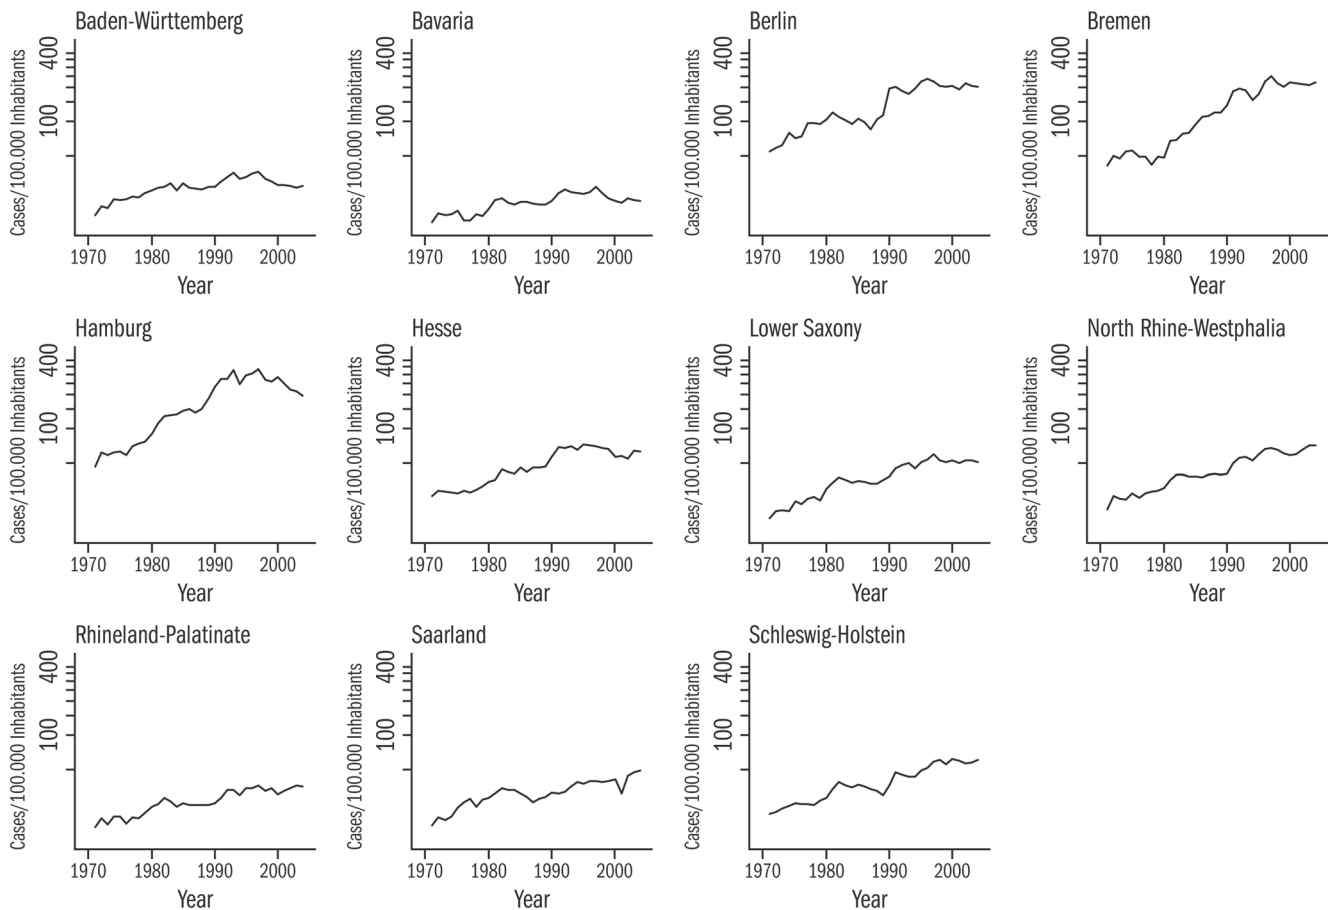 Baden-Württemberg
Cases/100.000 Inhabitants
400
100
1970 1980 1990 2000
Year
Bavaria
Cases/100.000 Inhabitants
400
100
1970 1980 1990 2000
Year
Berlin
Cases/100.000 Inhabitants
400
100
1970 1980 1990 2000
Year
Bremen
Cases/100.000 Inhabitants
400
100
1970 1980 1990 2000
Year
Hamburg
Cases/100.000 Inhabitants
400
100
1970 1980 1990 2000
Year
Hesse
Cases/100.000 Inhabitants
400
100
1970 1980 1990 2000
Year
Lower Saxony
Cases/100.000 Inhabitants
400
100
1970 1980 1990 2000
Year
North Rhine-Westphalia
Cases/100.000 Inhabitants
400
100
1970 1980 1990 2000
Year
Rhineland-Palatinate
Cases/100.000 Inhabitants
400
100
1970 1980 1990 2000
Year
Saarland
Cases/100.000 Inhabitants
400
100
1970 1980 1990 2000
Year
Schleswig-Holstein
Cases/100.000 Inhabitants
400
100
1970 1980 1990 2000
Year